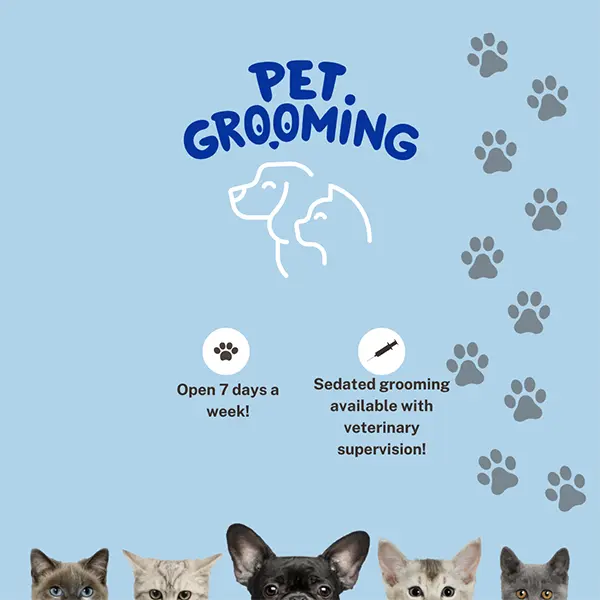 PET
GROOMING
Open 7 days a
week!
Sedated grooming
available with
veterinary
supervision!